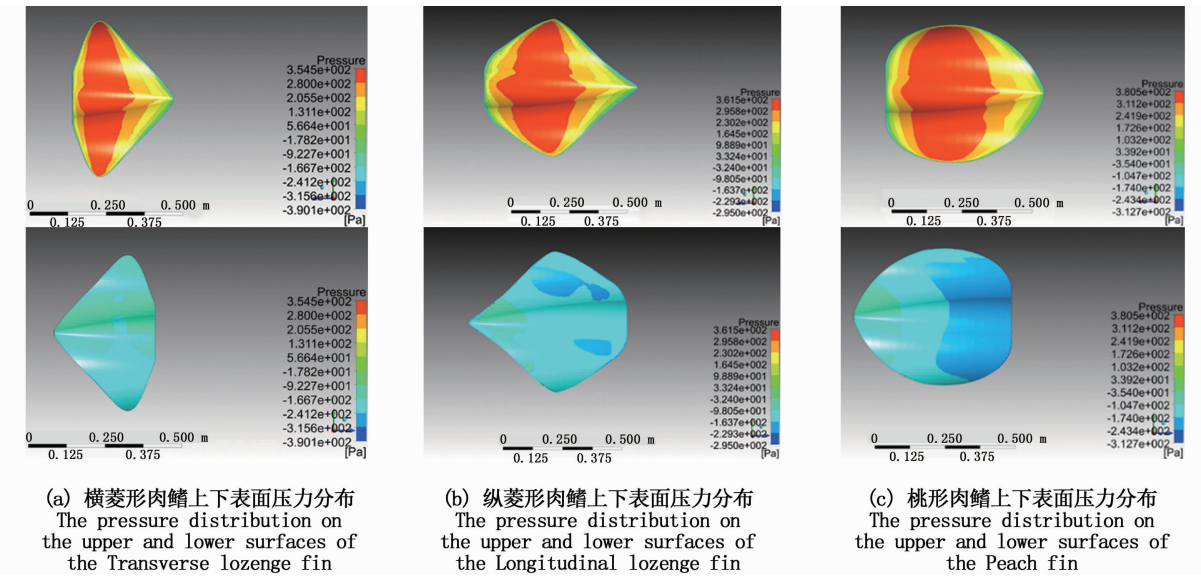 Pressure
3.545e+002
2.800e+002
2.055e+002
1.311e+002
5.664e+001
-1.782e+001
-9.227e+001
-1.667e+002
-2.412e+002
-3.156e+002
-3.901e+002
[Pa]
0 0.250 0.500 m
0.125 0.375
Pressure
3.615e+002
2.958e+002
2.302e+002
1.645e+002
9.889e+001
3.324e+001
-3.240e+001
-9.805e+001
-1.637e+002
-2.293e+002
-2.950e+002
[Pa]
0 0.250 0.500 m
0.125 0.375
Pressure
3.805e+002
3.112e+002
2.419e+002
1.726e+002
1.032e+002
3.392e+001
-3.540e+001
-1.047e+002
-1.740e+002
-2.434e+002
-3.127e+002
[Pa]
0 0.250 0.500 m
0.125 0.375
Pressure
3.545e+002
2.800e+002
2.055e+002
1.311e+002
5.664e+001
-1.782e+001
-9.227e+001
-1.667e+002
-2.412e+002
-3.156e+002
-3.901e+002
[Pa]
0 0.250 0.500 m
0.125 0.375
Pressure
3.615e+002
2.958e+002
2.302e+002
1.645e+002
9.889e+001
3.324e+001
-3.240e+001
-9.805e+001
-1.637e+002
-2.293e+002
-2.950e+002
[Pa]
0 0.250 0.500 m
0.125 0.375
Pressure
3.805e+002
3.112e+002
2.419e+002
1.726e+002
1.032e+002
3.392e+001
-3.540e+001
-1.047e+002
-1.740e+002
-2.434e+002
-3.127e+002
[Pa]
0 0.250 0.500 m
0.125 0.375
(a) 横菱形肉鳍上下表面压力分布
The pressure distribution on
the upper and lower surfaces of
the Transverse lozenge fin
(b) 纵菱形肉鳍上下表面压力分布
The pressure distribution on
the upper and lower surfaces of
the Longitudinal lozenge fin
(c) 桃形肉鳍上下表面压力分布
The pressure distribution on
the upper and lower surfaces of
the Peach fin